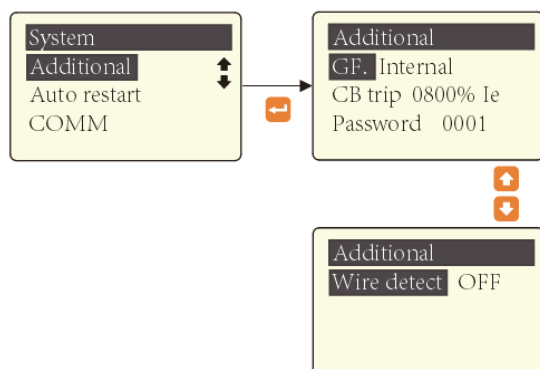 System
Additional
Auto restart
COMM
Additional
GF. Internal
CB trip 0800% Ie
Password 0001
Additional
Wire detect OFF